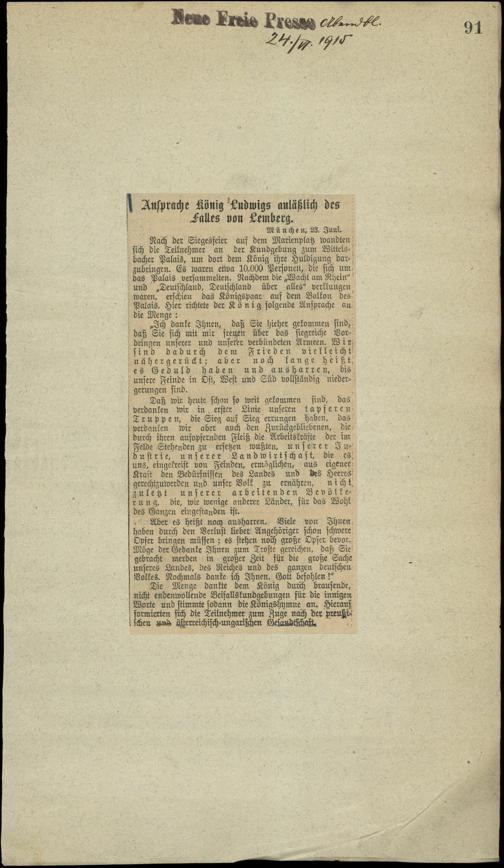 Neue Freie Presse Abendbl.
24./VI. 1915
91
Ansprache König Ludwigs anläßlich des
Falles von Lemberg.
München, 23. Juni.
Nach der Siegesfeier auf dem Marienplatz wandten
sich die Teilnehmer an der Kundgebung zum Wittels-
bacher Palais, um dort dem König ihre Huldigung dar-
zubringen. Es waren etwa 10.000 Personen, die sich um
das Palais versammelten. Nachdem die „Wacht am Rhein"
und „Deutschland, Deutschland über alles" verklungen
waren, erschien das Königspaar auf dem Balkon des
Palais. Hier richtete der König folgende Ansprache an
die Menge:
„Ich danke Ihnen, daß Sie hieher gekommen sind,
daß Sie sich mit mir freuen über das siegreiche Vor-
dringen unserer und unserer verbündeten Armeen. Wir
sind dadurch dem Frieden vielleicht
nähergerückt; aber noch lange heißt
es Geduld haben und ausharren, bis
unsere Feinde in Ost, West und Süd vollständig nieder-
gerungen sind.
Daß wir heute schon so weit gekommen sind, das
verdanken wir in erster Linie unseren tapferen
Truppen, die Sieg auf Sieg errungen haben, das
verdanken wir aber auch den Zurückgebliebenen, die
durch ihren aufopfernden Fleiß die Arbeitskräfte der im
Felde Stehenden zu ersetzen wußten, unserer In-
dustrie, unserer Landwirtschaft, die es
uns, eingekreist von Feinden, ermöglichen, aus eigener
Kraft den Bedürfnissen des Landes und des Heeres
gerechtzuwerden und unser Volk zu ernähren, nicht
zuletzt unserer arbeitenden Bevölke-
rung, die, wie wenige anderer Länder, für das Wohl
des Ganzen eingestanden ist.
Aber es heißt noch ausharren. Viele von Ihnen
haben durch den Verlust lieber Angehöriger schon schwere
Opfer bringen müssen; es stehen noch große Opfer bevor.
Möge der Gedanke Ihnen zum Troste gereichen, daß Sie
gebracht werden in großer Zeit für die große Sache
unseres Landes, des Reiches und des ganzen deutschen
Volkes. Nochmals danke ich Ihnen. Gott befohlen!"
Die Menge dankte dem König durch brausende,
nicht endenwollende Beifallskundgebungen für die innigen
Worte und stimmte sodann die Königshymne an. Hierauf
formierten sich die Teilnehmer zum Zuge nach der preußi-
schen und österreichisch-ungarischen Gesandtschaft.